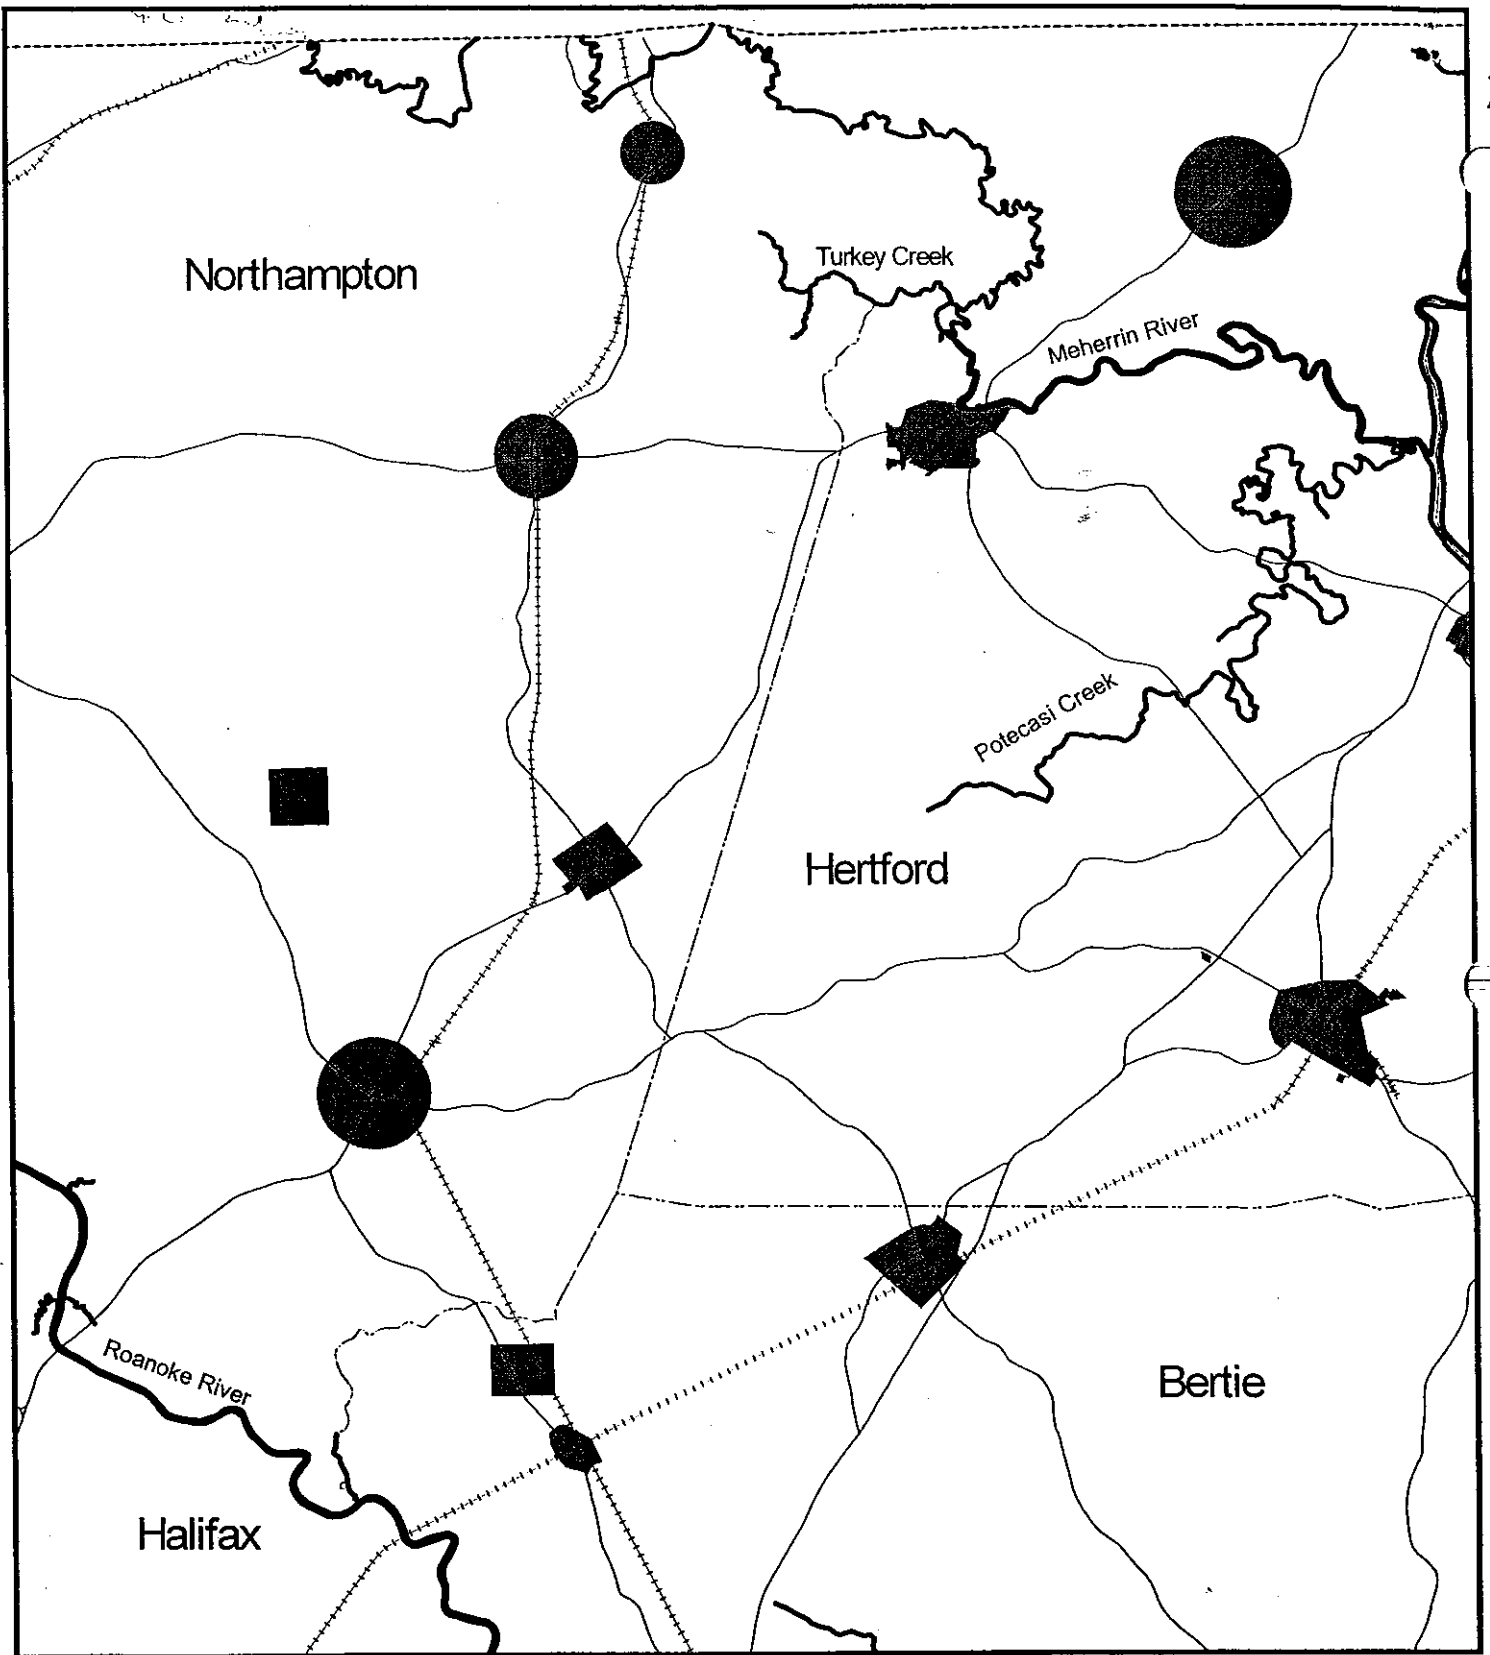 Turkey Creek
Northampton
Meherrin River
Potecasi Creek
Hertford
Roanoke River
Bertie
Halifax